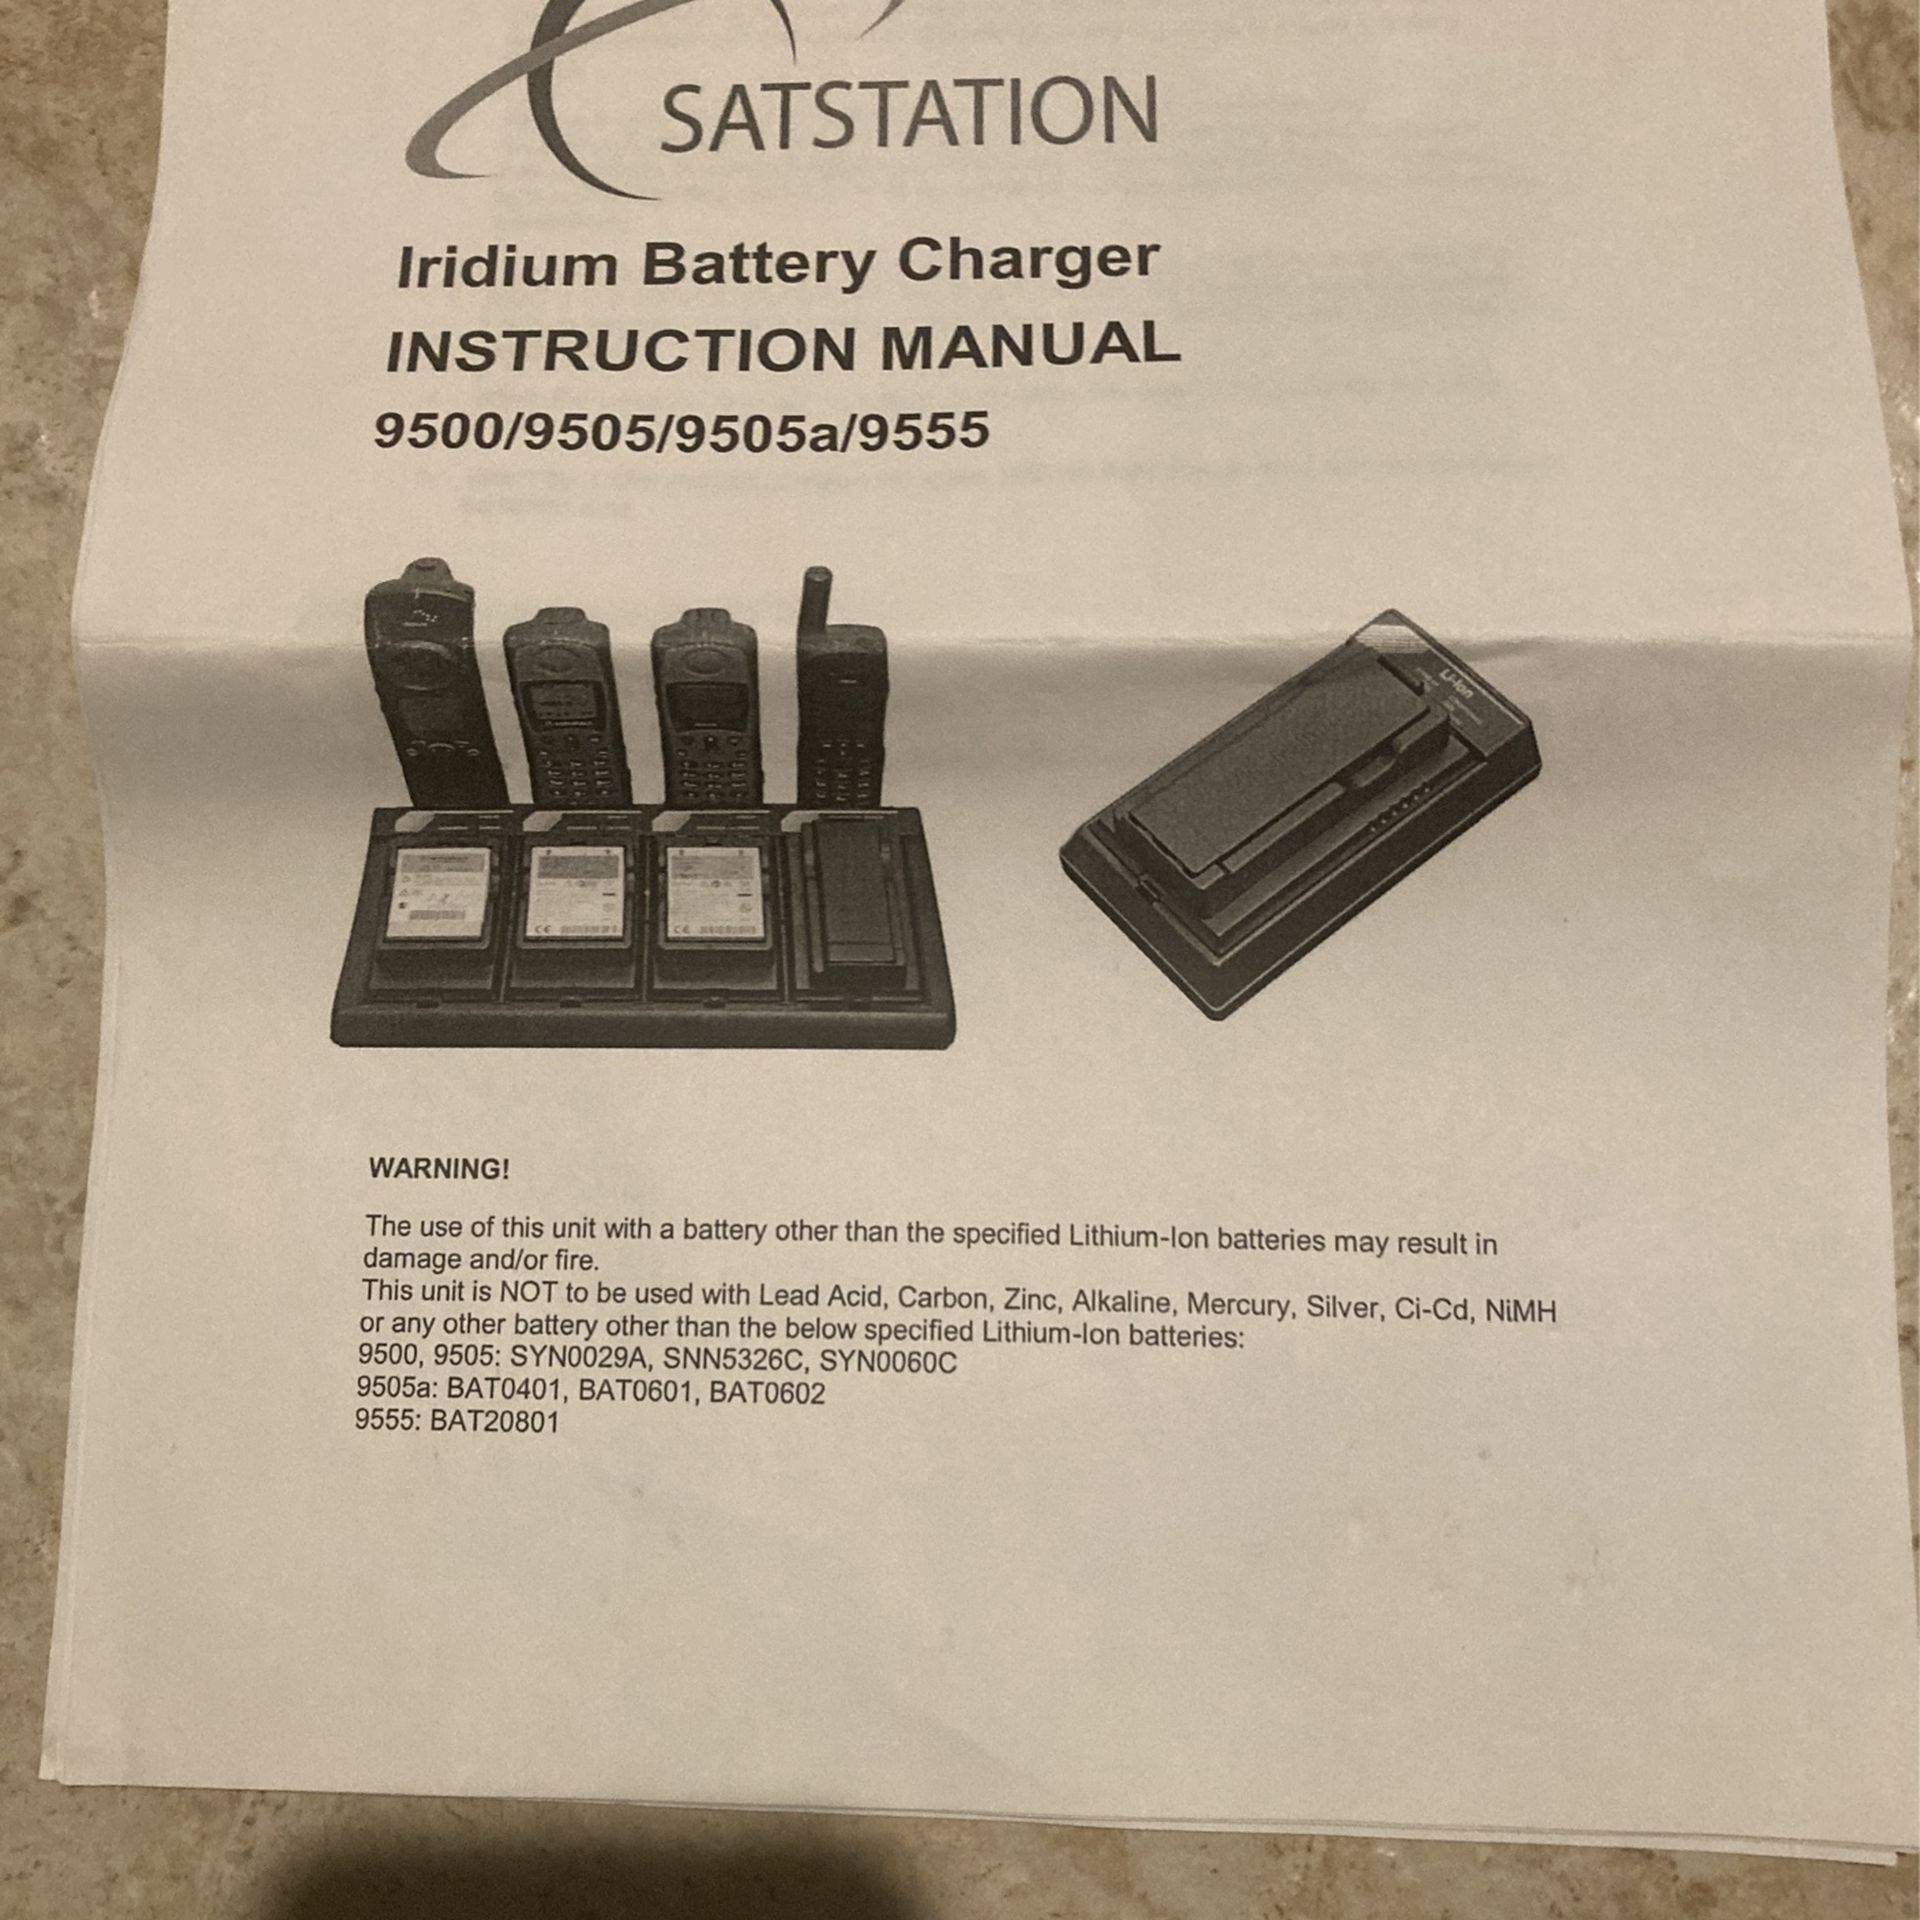 SATSTATION
Iridium Battery Charger
INSTRUCTION MANUAL
9500/9505/9505a/9555
Li-Ion
WARNING!
The use of this unit with a battery other than the specified Lithium-Ion batteries may result in
damage and/or fire.
This unit is NOT to be used with Lead Acid, Carbon, Zinc, Alkaline, Mercury, Silver, Ci-Cd, NiMH
or any other battery other than the below specified Lithium-Ion batteries:
9500, 9505: SYN0029A, SNN5326C, SYN0060C
9505a: BAT0401, BAT0601, BAT0602
9555: BAT20801